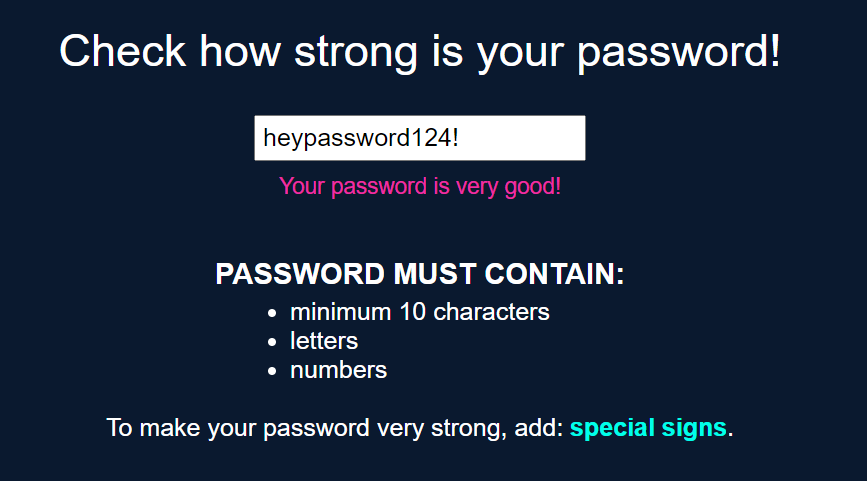 Check how strong is your password!
heypassword124!
Your password is very good!
PASSWORD MUST CONTAIN:
• minimum 10 characters
• letters
• numbers
To make your password very strong, add: special signs.